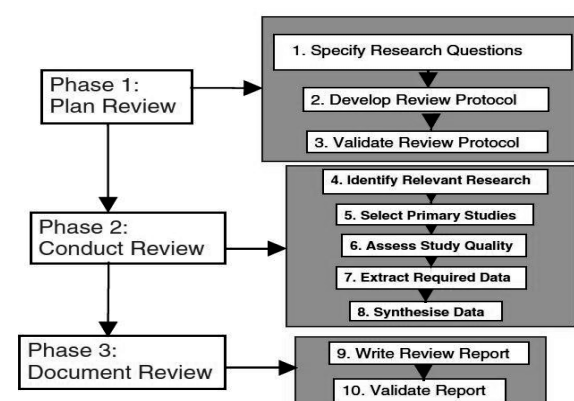 Phase 1:
Plan Review
1. Specify Research Questions
2. Develop Review Protocol
3. Validate Review Protocol
Phase 2:
Conduct Review
4. Identify Relevant Research
5. Select Primary Studies
6. Assess Study Quality
7. Extract Required Data
8. Synthesise Data
Phase 3:
Document Review
9. Write Review Report
10. Validate Report